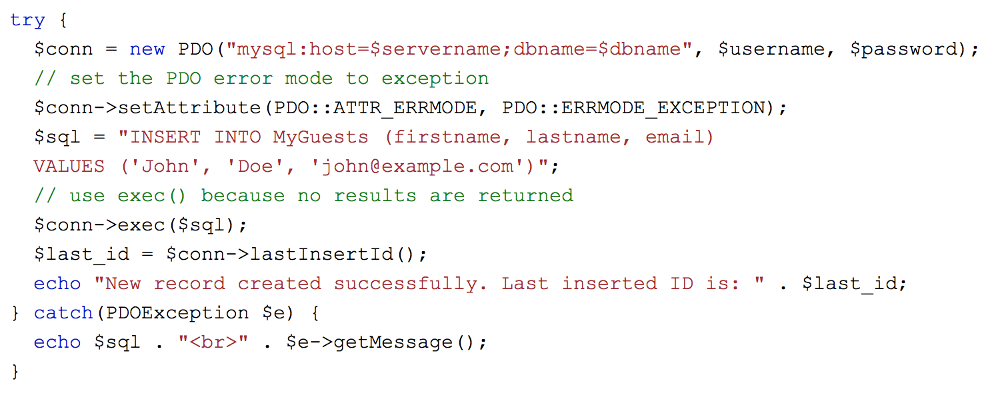 try {
  $conn = new PDO("mysql:host=$servername;dbname=$dbname", $username, $password);
  // set the PDO error mode to exception
  $conn->setAttribute(PDO::ATTR_ERRMODE, PDO::ERRMODE_EXCEPTION);
  $sql = "INSERT INTO MyGuests (firstname, lastname, email)
  VALUES ('John', 'Doe', 'john@example.com')";
  // use exec() because no results are returned
  $conn->exec($sql);
  $last_id = $conn->lastInsertId();
  echo "New record created successfully. Last inserted ID is: " . $last_id;
} catch(PDOException $e) {
  echo $sql . "<br>" . $e->getMessage();
}